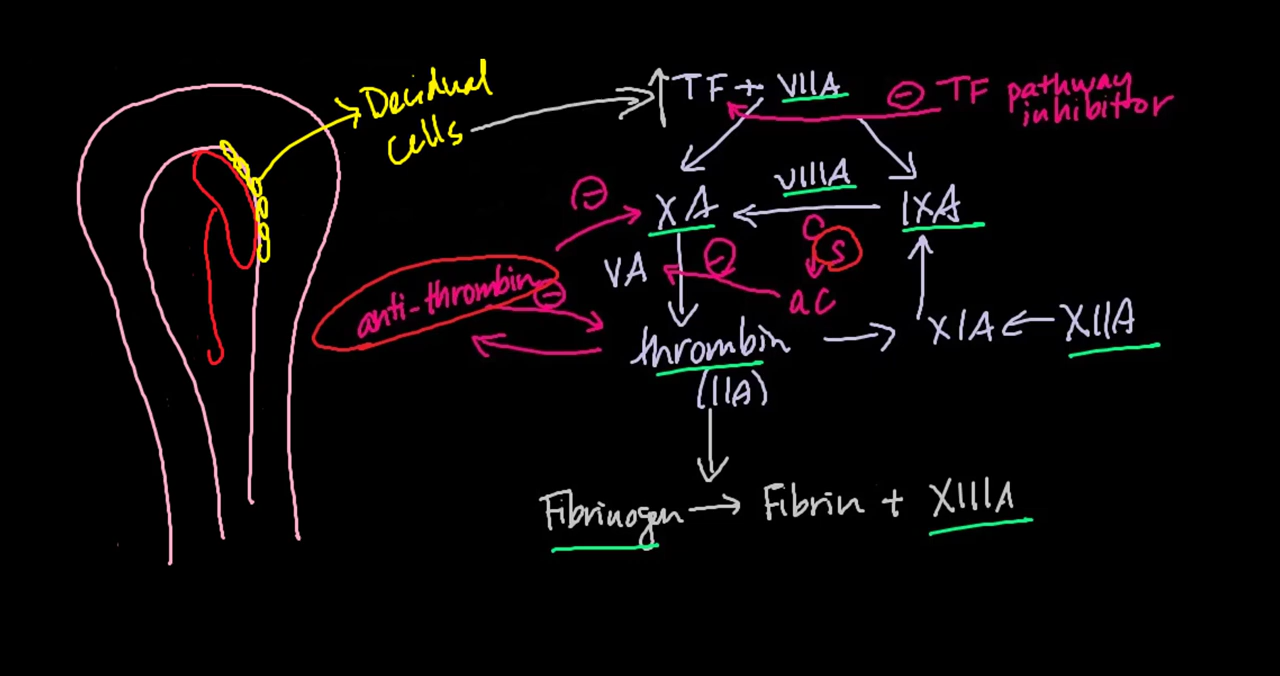 Decidual
cells
↑ TF + VIIA
⊖ TF pathway
inhibitor
⊖
XA
VIIIA
IXA
C
S
VA
⊖
aC
anti-thrombin
⊖
thrombin
(IIA)
XIA ← XIIA
Fibrinogen → Fibrin + XIIIA